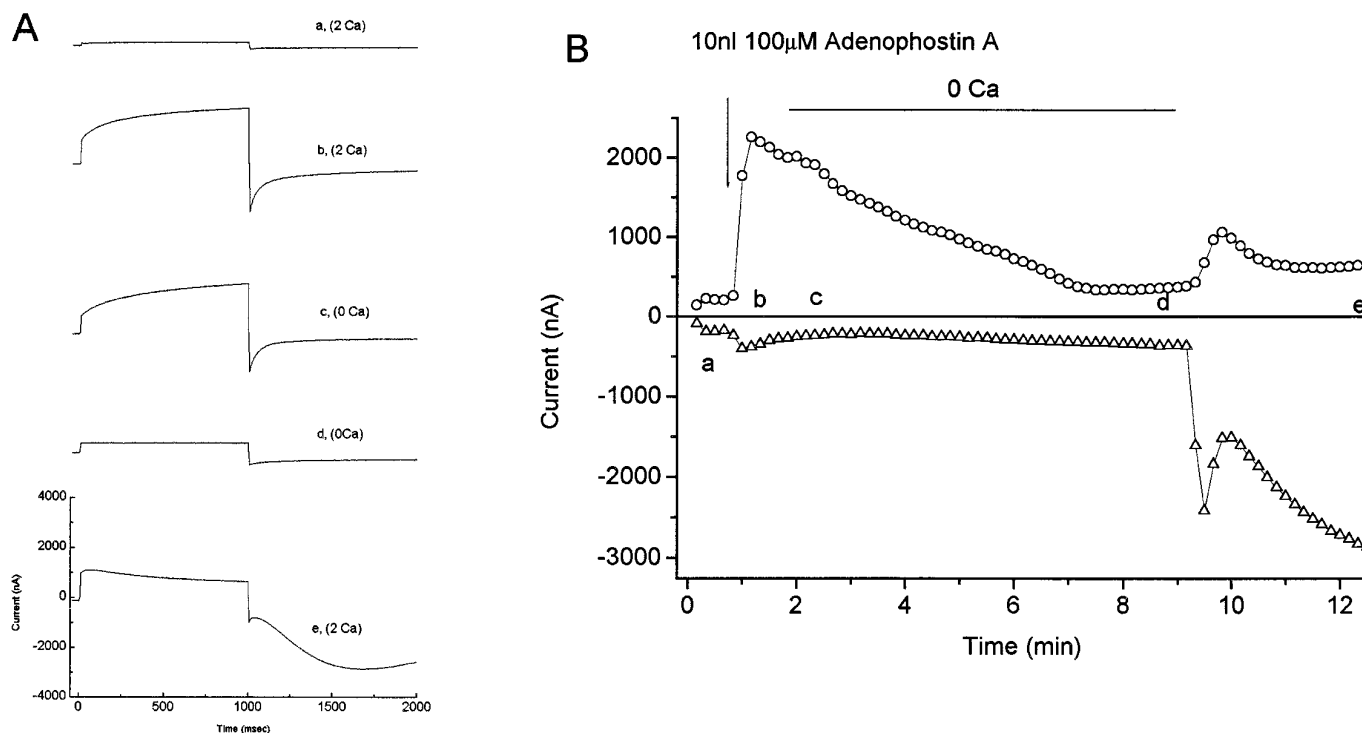 A
a, (2 Ca)
b, (2 Ca)
c, (0 Ca)
d, (0Ca)
4000
2000
0
-2000
-4000
Current (nA)
e, (2 Ca)
0
500
1000
1500
2000
Time (msec)
B
10nl 100μM Adenophostin A
0 Ca
2000
1000
0
-1000
-2000
-3000
Current (nA)
a
b
c
d
e
0
2
4
6
8
10
12
Time (min)